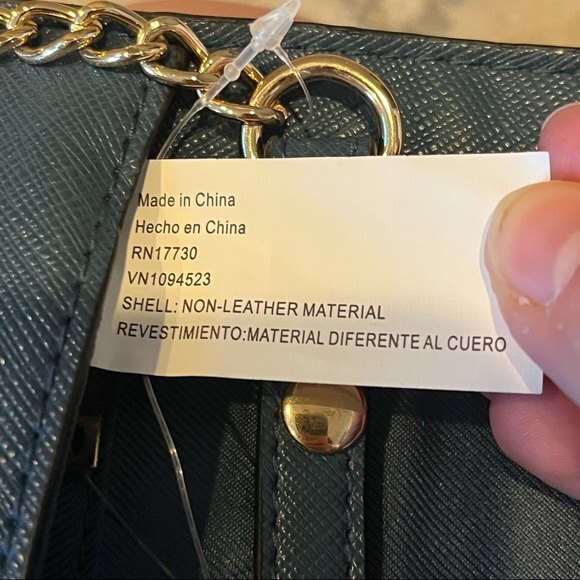 Made in China
Hecho en China
RN17730
VN1094523
SHELL: NON-LEATHER MATERIAL
REVESTIMIENTO:MATERIAL DIFERENTE AL CUERO